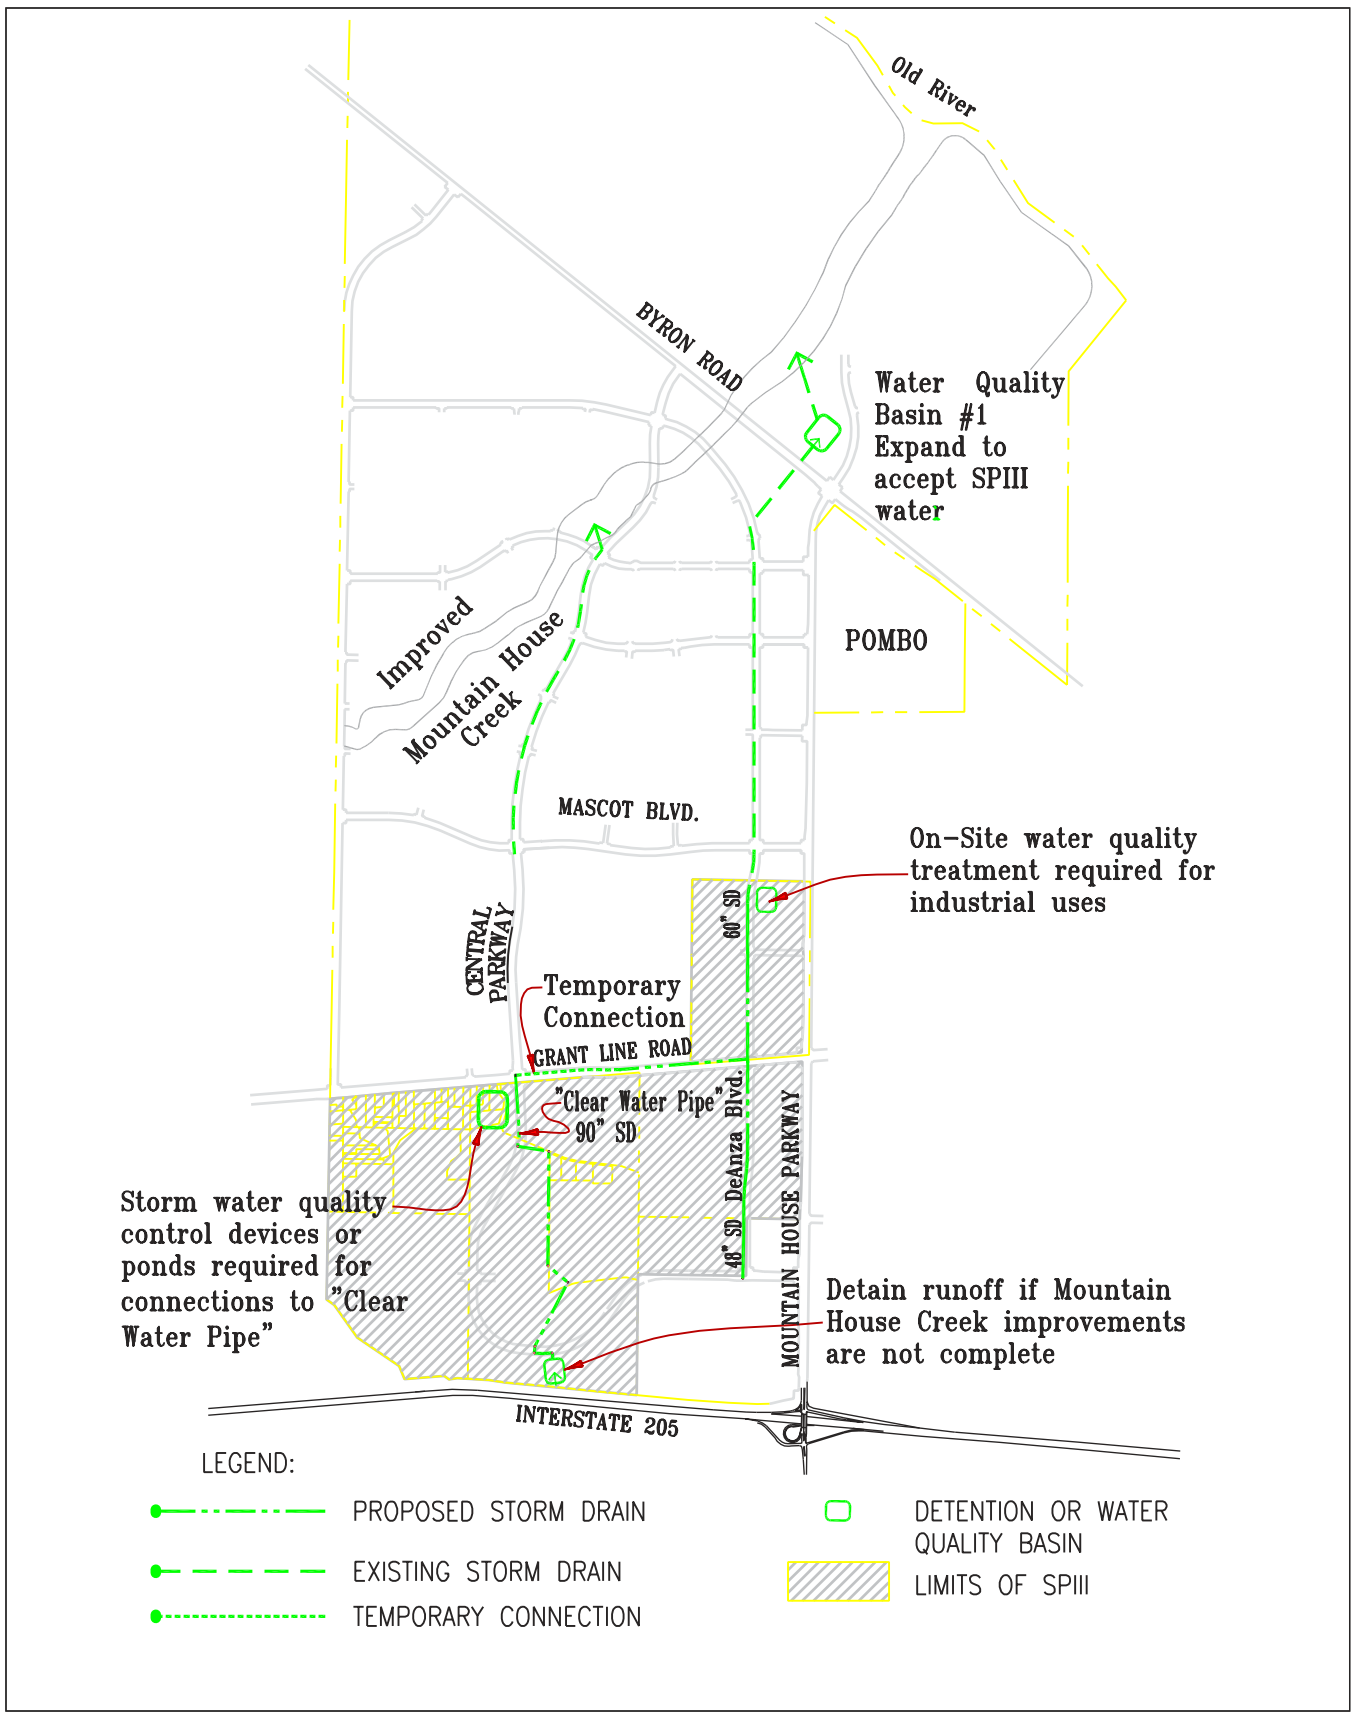 Old River
BYRON ROAD
Water Quality
Basin #1
Expand to
accept SPIII
water
Improved
Mountain House
Creek
POMBO
MASCOT BLVD.
On-Site water quality
treatment required for
industrial uses
60" SD
CENTRAL
PARKWAY
Temporary
Connection
GRANT LINE ROAD
"Clear Water Pipe"
90" SD
48" SD DeAnza Blvd.
MOUNTAIN HOUSE PARKWAY
Storm water quality
control devices or
ponds required for
connections to "Clear
Water Pipe"
Detain runoff if Mountain
House Creek improvements
are not complete
INTERSTATE 205
LEGEND:
PROPOSED STORM DRAIN
EXISTING STORM DRAIN
TEMPORARY CONNECTION
DETENTION OR WATER
QUALITY BASIN
LIMITS OF SPIII